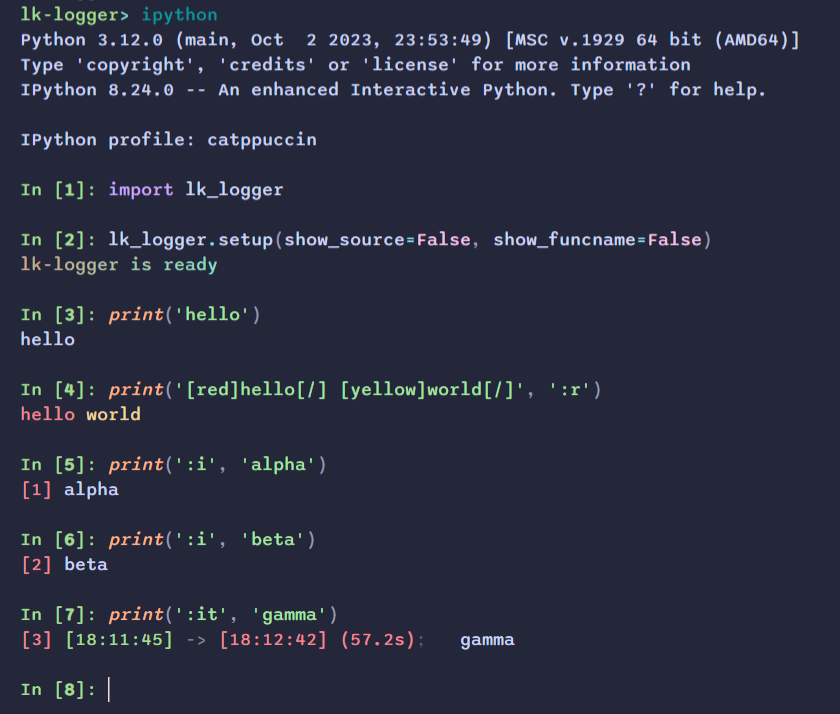 lk-logger> ipython
Python 3.12.0 (main, Oct  2 2023, 23:53:49) [MSC v.1929 64 bit (AMD64)]
Type 'copyright', 'credits' or 'license' for more information
IPython 8.24.0 -- An enhanced Interactive Python. Type '?' for help.
IPython profile: catppuccin
In [1]: import lk_logger
In [2]: lk_logger.setup(show_source=False, show_funcname=False)
lk-logger is ready
In [3]: print('hello')
hello
In [4]: print('[red]hello[/] [yellow]world[/]', ':r')
hello world
In [5]: print(':i', 'alpha')
[1] alpha
In [6]: print(':i', 'beta')
[2] beta
In [7]: print(':it', 'gamma')
[3] [18:11:45] -> [18:12:42] (57.2s);   gamma
In [8]: